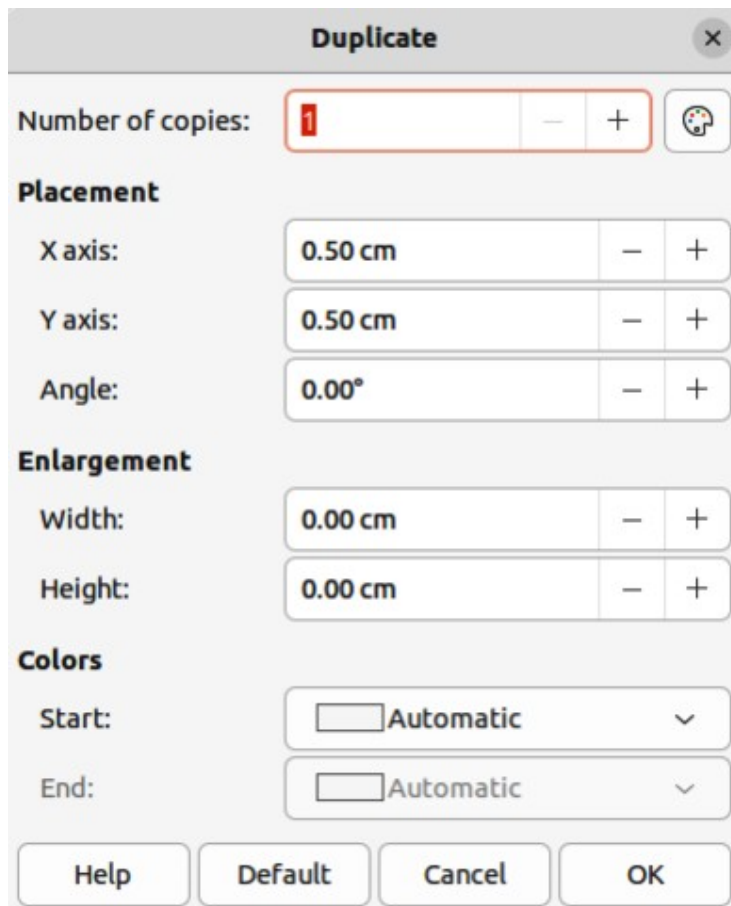 Duplicate
Number of copies: 1
Placement
X axis: 0.50 cm
Y axis: 0.50 cm
Angle: 0.00°
Enlargement
Width: 0.00 cm
Height: 0.00 cm
Colors
Start: Automatic
End: Automatic
Help Default Cancel OK